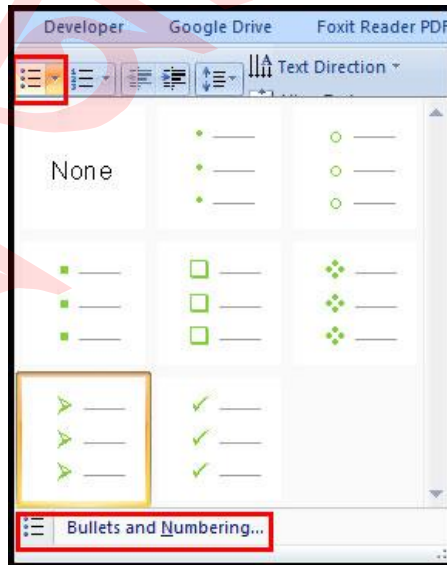 Developer Google Drive Foxit Reader PDF
Text Direction
None
Bullets and Numbering...